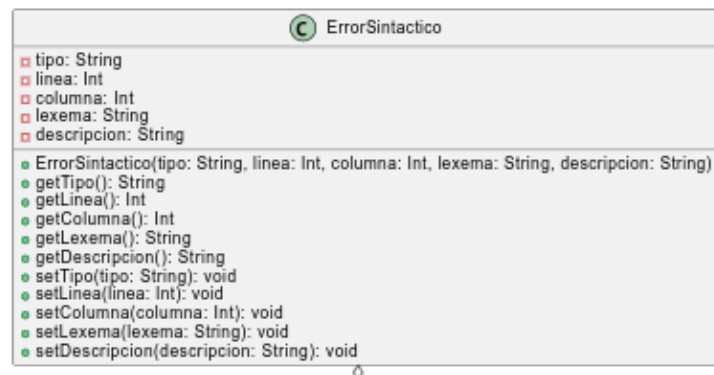 C ErrorSintactico
tipo: String
linea: Int
columna: Int
lexema: String
descripcion: String
ErrorSintactico(tipo: String, linea: Int, columna: Int, lexema: String, descripcion: String)
getTipo(): String
getLinea(): Int
getColumna(): Int
getLexema(): String
getDescripcion(): String
setTipo(tipo: String): void
setLinea(linea: Int): void
setColumna(columna: Int): void
setLexema(lexema: String): void
setDescripcion(descripcion: String): void